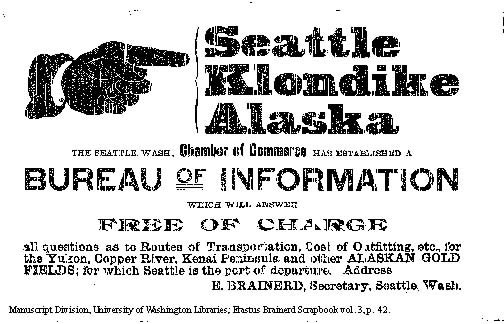 Seattle
Klondike
Alaska
THE SEATTLE, WASH., Chamber of Commerce HAS ESTABLISHED A
BUREAU OF INFORMATION
WHICH WILL ANSWER
FREE OF CHARGE
all questions as to Routes of Transportation, Cost of Outfitting, etc., for
the Yukon, Copper River, Kenai Peninsula and other ALASKAN GOLD
FIELDS; for which Seattle is the port of departure. Address
E. BRAINERD, Secretary, Seattle, Wash.
Manuscript Division, University of Washington Libraries; Erastus Brainerd Scrapbook vol. 3, p. 42.